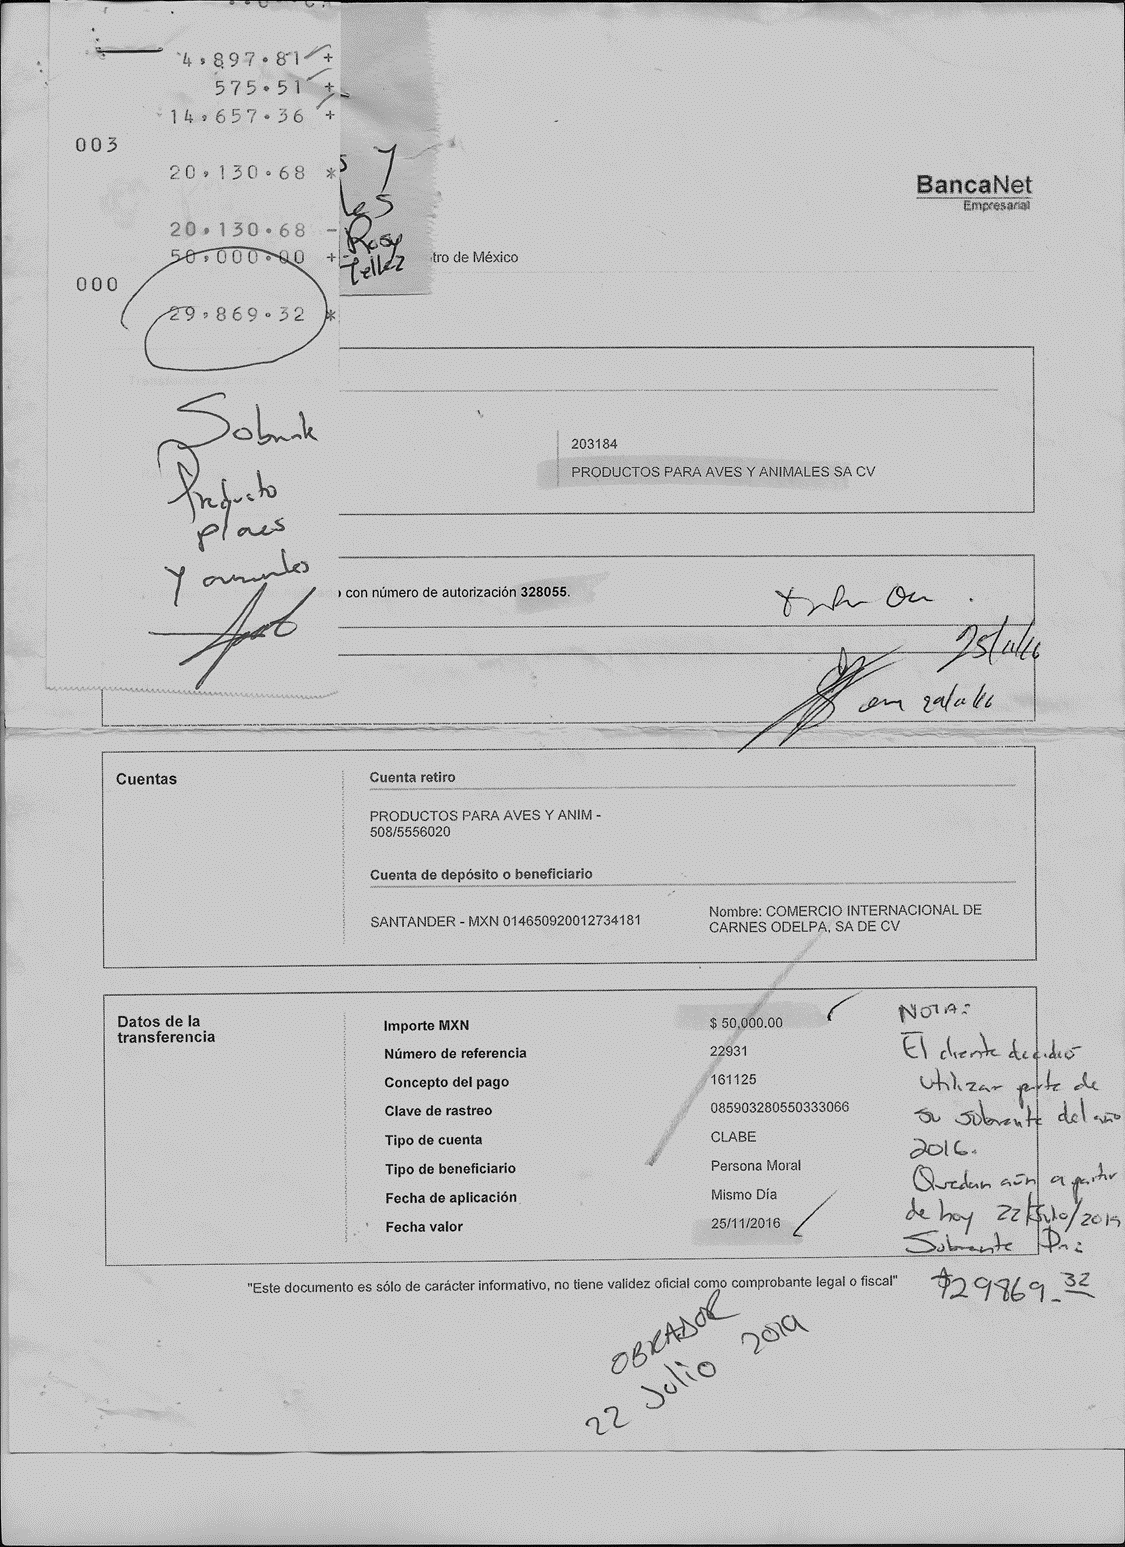 4,897.81 +
575.51 +
14,657.36 +
003
20,130.68 *
20,130.68 -
50,000.00 +
000
29,869.32 *
Sobrante
Producto
p/aves
y animales
s y
les
Rosy
Tellez
BancaNet
Empresarial
tro de México
203184
PRODUCTOS PARA AVES Y ANIMALES SA CV
con número de autorización 328055.
25/11/16
Cuentas
Cuenta retiro
PRODUCTOS PARA AVES Y ANIM -
508/5556020
Cuenta de depósito o beneficiario
SANTANDER - MXN 014650920012734181
Nombre: COMERCIO INTERNACIONAL DE
CARNES ODELPA, SA DE CV
Datos de la
transferencia
Importe MXN $ 50,000.00
Número de referencia 22931
Concepto del pago 161125
Clave de rastreo 085903280550333066
Tipo de cuenta CLABE
Tipo de beneficiario Persona Moral
Fecha de aplicación Mismo Día
Fecha valor 25/11/2016
NOTA:
El cliente decidió
utilizar parte de
su sobrante del año
2016.
Quedan aún a partir
de hoy 22/Julio/2019
Sobrante
$29869.32
"Este documento es sólo de carácter informativo, no tiene validez oficial como comprobante legal o fiscal"
OBRADOR
22 Julio 2019